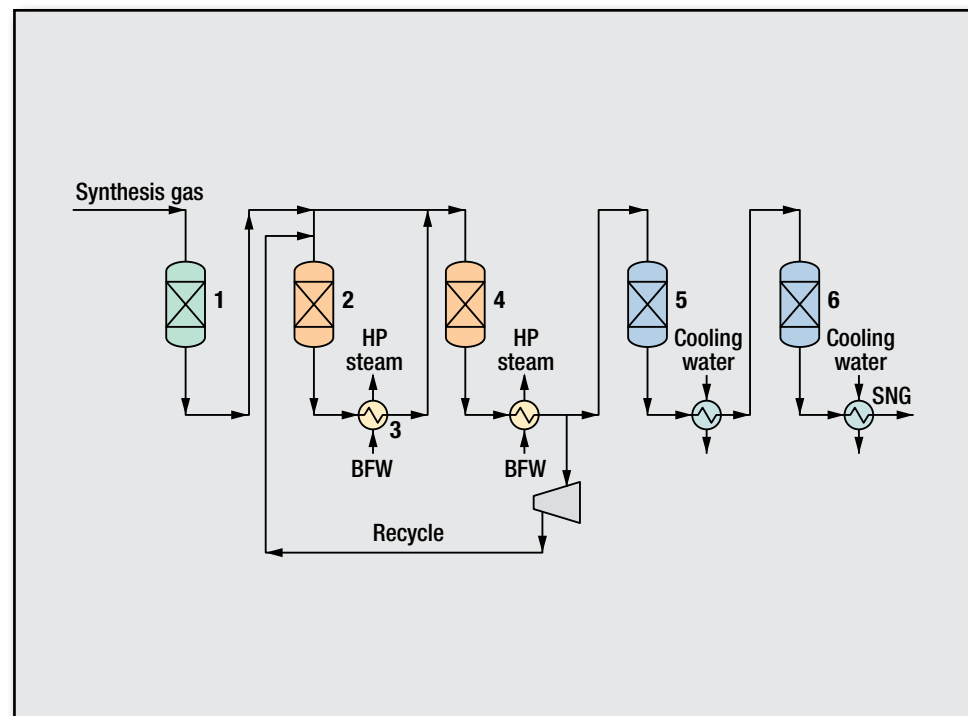 Synthesis gas
1
2
4
5
6
HP
steam
HP
steam
Cooling
water
Cooling
water
3
SNG
BFW
BFW
Recycle